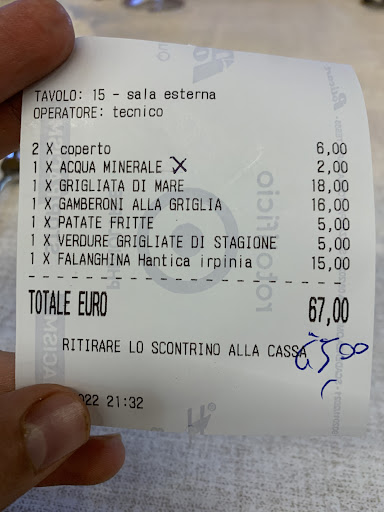 TAVOLO: 15 - sala esterna
OPERATORE: tecnico
2 X coperto 6,00
1 X ACQUA MINERALE X 2,00
1 X GRIGLIATA DI MARE 18,00
1 X GAMBERONI ALLA GRIGLIA 16,00
1 X PATATE FRITTE 5,00
1 X VERDURE GRIGLIATE DI STAGIONE 5,00
1 X FALANGHINA Hantica irpinia 15,00
TOTALE EURO 67,00
RITIRARE LO SCONTRINO ALLA CASSA
65,00
022 21:32